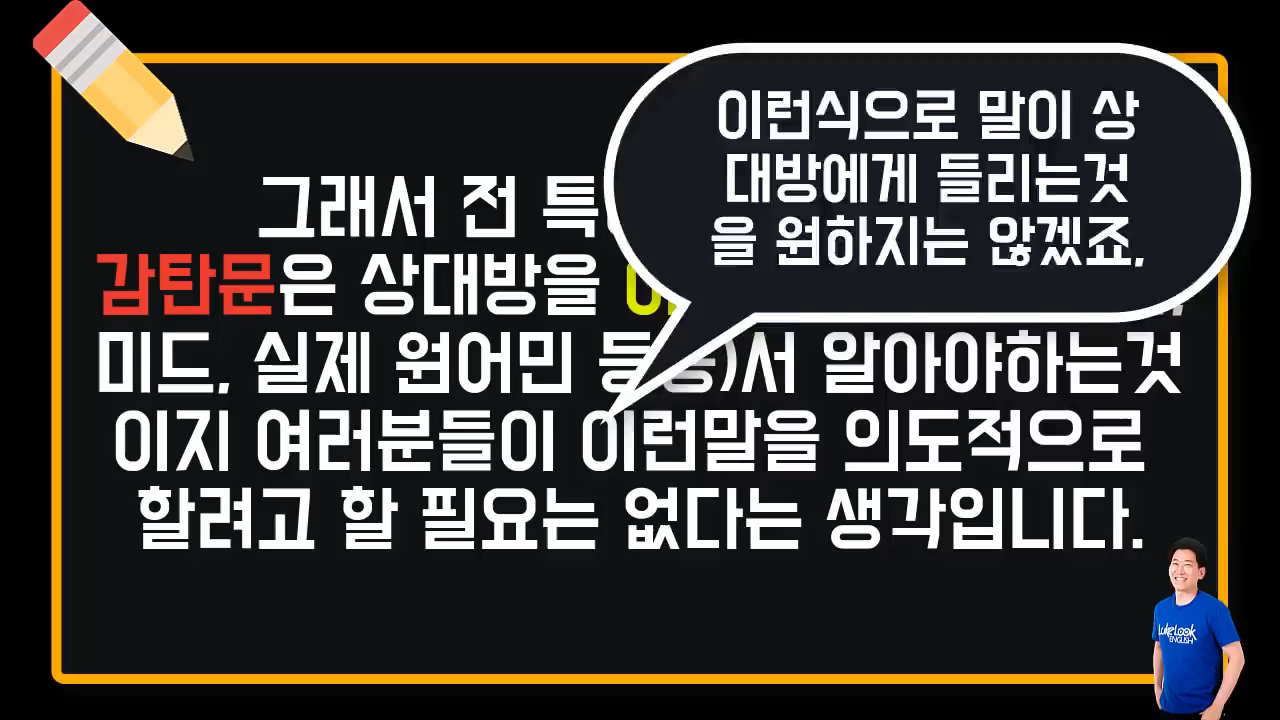 이런식으로 말이 상
대방에게 들리는것
을 원하지는 않겠죠,
그래서 전
감탄문은 상대방을
미드, 실제 원어민 등등)서 알아야하는것
이지 여러분들이 이런말을 의도적으로
할려고 할 필요는 없다는 생각입니다.
LukeLook
ENGLISH